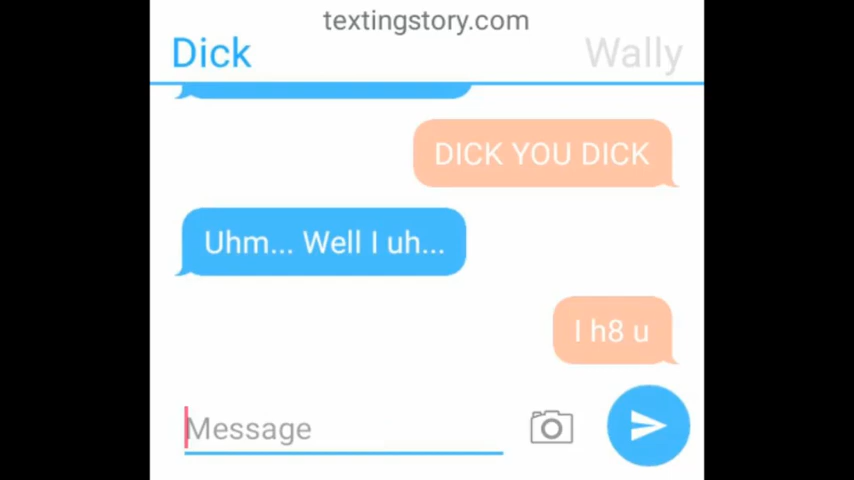 textingstory.com
Dick Wally
DICK YOU DICK
Uhm... Well I uh...
I h8 u
Message